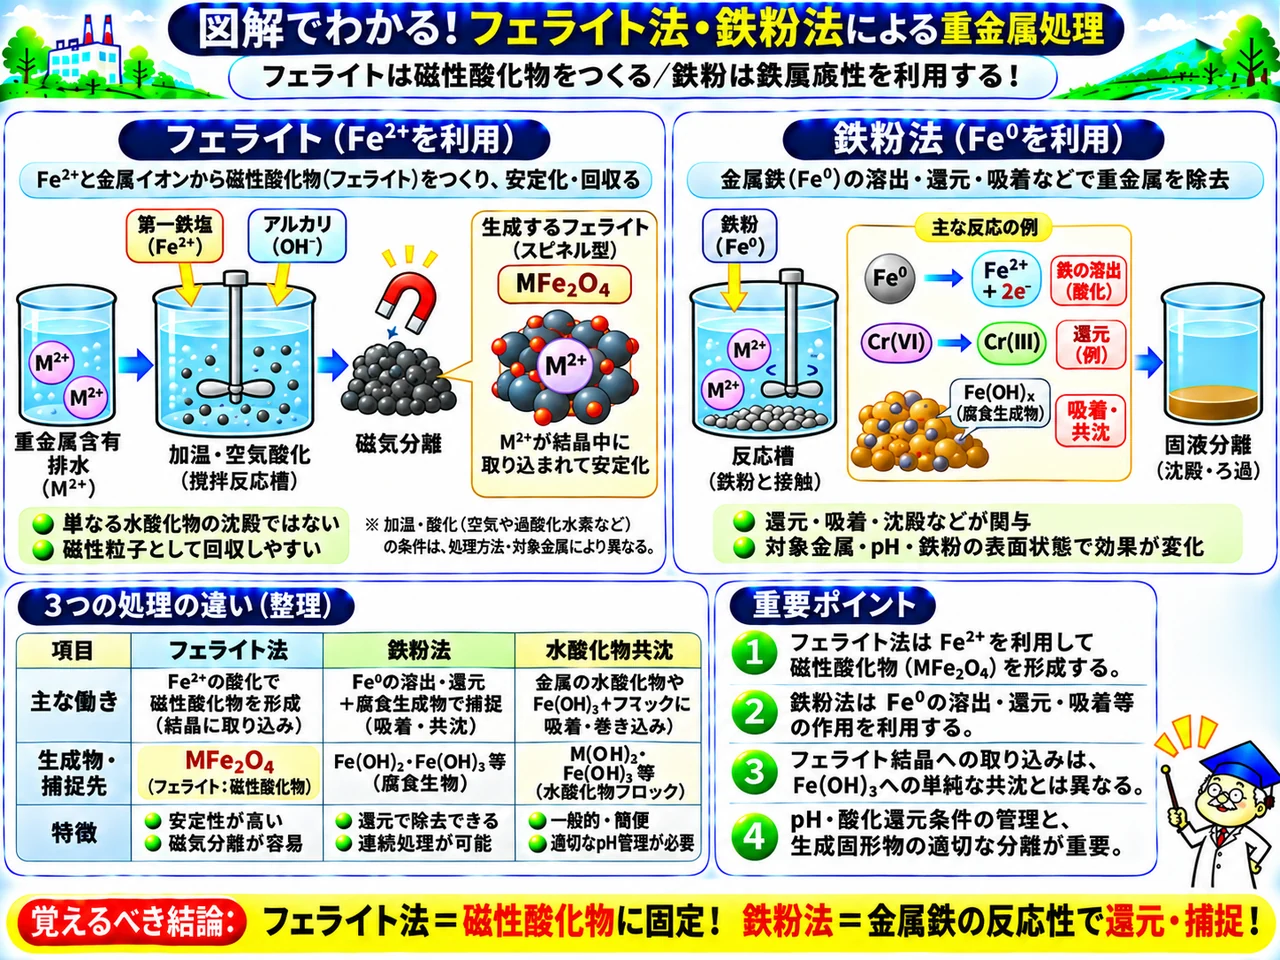 図解でわかる！フェライト法・鉄粉法による重金属処理
フェライトは磁性酸化物をつくる／鉄粉は鉄属性を利用する！
フェライト（Fe²⁺を利用）
Fe²⁺と金属イオンから磁性酸化物（フェライト）をつくり、安定化・回収る
第一鉄塩
（Fe²⁺）
アルカリ
（OH⁻）
M²⁺
M²⁺
重金属含有
排水
（M²⁺）
加温・空気酸化
（撹拌反応槽）
磁気分離
生成するフェライト
（スピネル型）
MFe₂O₄
M²⁺
M²⁺が結晶中に
取り込まれて安定化
単なる水酸化物の沈殿ではない
磁性粒子として回収しやすい
※ 加温・酸化（空気や過酸化水素など）
の条件は、処理方法・対象金属により異なる。
鉄粉法（Fe⁰を利用）
金属鉄（Fe⁰）の溶出・還元・吸着などで重金属を除去
鉄粉
（Fe⁰）
M²⁺
M²⁺
反応槽
（鉄粉と接触）
主な反応の例
Fe⁰
Fe²⁺
+ 2e⁻
鉄の溶出
（酸化）
Cr(VI)
Cr(III)
還元
（例）
Fe(OH)ₓ
（腐食生成物）
吸着・
共沈
固液分離
（沈殿・ろ過）
還元・吸着・沈殿などが関与
対象金属・pH・鉄粉の表面状態で効果が変化
3つの処理の違い（整理）
項目
フェライト法
鉄粉法
水酸化物共沈
主な働き
Fe²⁺の酸化で
磁性酸化物を形成
（結晶に取り込み）
Fe⁰の溶出・還元
＋腐食生成物で捕捉
（吸着・共沈）
金属の水酸化物や
Fe(OH)₃+フマックに
吸着・巻き込み）
生成物・
捕捉先
MFe₂O₄
（フェライト：磁性酸化物）
Fe(OH)₂・Fe(OH)₃ 等
（腐食生物）
M(OH)₂・
Fe(OH)₃ 等
（水酸化物フロック）
特徴
安定性が高い
磁気分離が容易
還元で除去できる
連続処理が可能
一般的・簡便
適切なpH管理が必要
重要ポイント
1
フェライト法は Fe²⁺ を利用して
磁性酸化物（MFe₂O₄）を形成する。
2
鉄粉法は Fe⁰の溶出・還元・吸着等
の作用を利用する。
3
フェライト結晶への取り込みは、
Fe(OH)₃への単純な共沈とは異なる。
4
pH・酸化還元条件の管理と、
生成固形物の適切な分離が重要。
覚えるべき結論：
フェライト法＝磁性酸化物に固定！ 鉄粉法＝金属鉄の反応性で還元・捕捉！